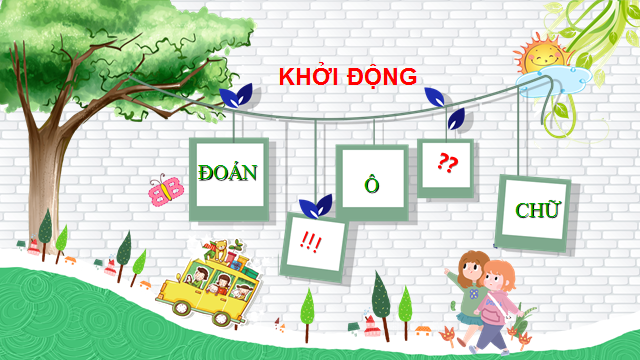 KHỞI ĐỘNG
ĐOÁN
!!!
Ô
??
CHỮ